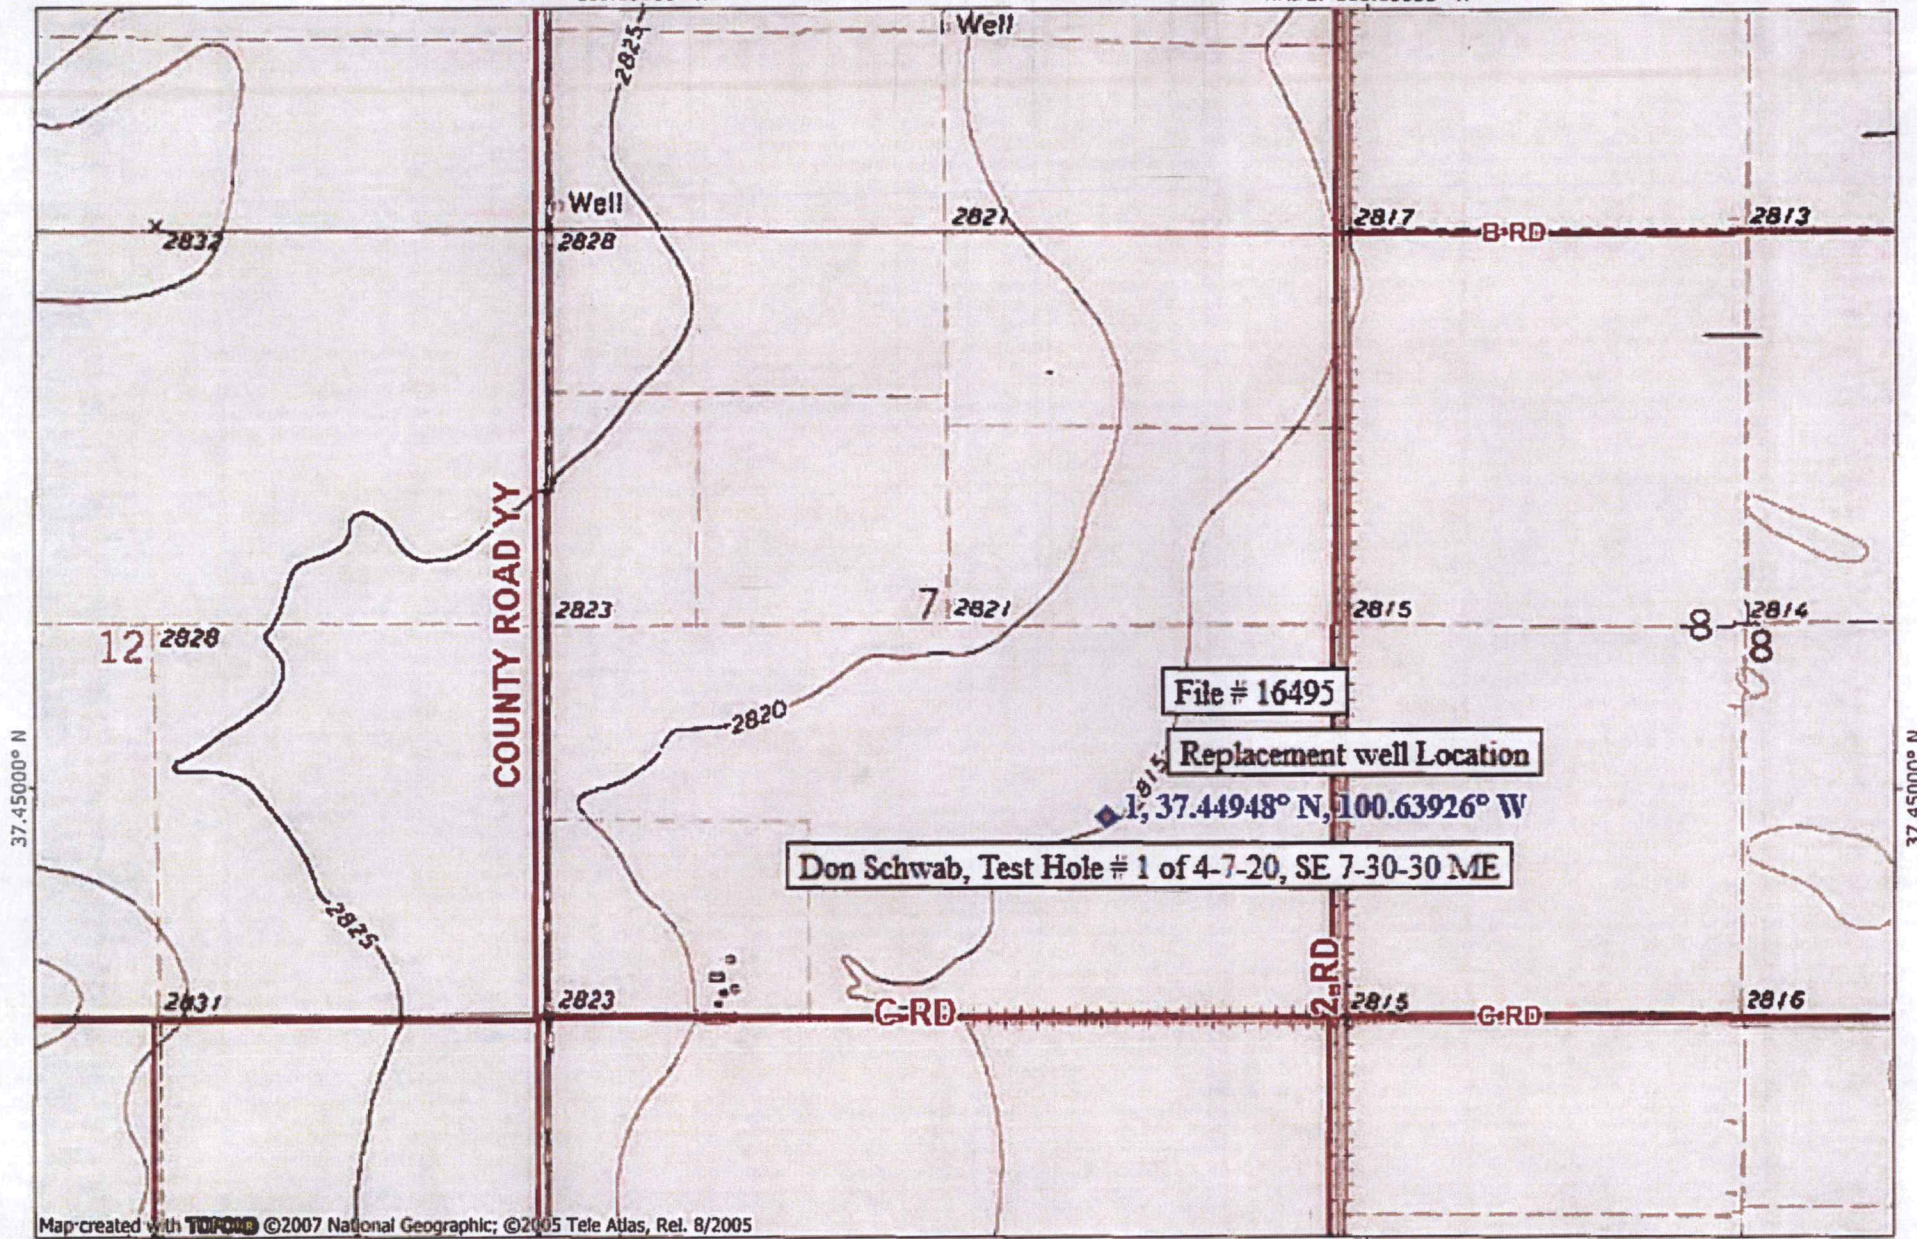 Well
2825
Well
2832
2828
2821
2817
B-RD
2813
COUNTY ROAD YY
2823
7
2821
2815
8
2814
8
12
2828
File # 16495
2820
Replacement well Location
2815
37.45000° N
37.45000° N
1, 37.44948° N, 100.63926° W
Don Schwab, Test Hole # 1 of 4-7-20, SE 7-30-30 ME
2825
2-RD
2831
2823
C-RD
2815
C-RD
2816
Map created with TOPO! ©2007 National Geographic; ©2005 Tele Atlas, Rel. 8/2005